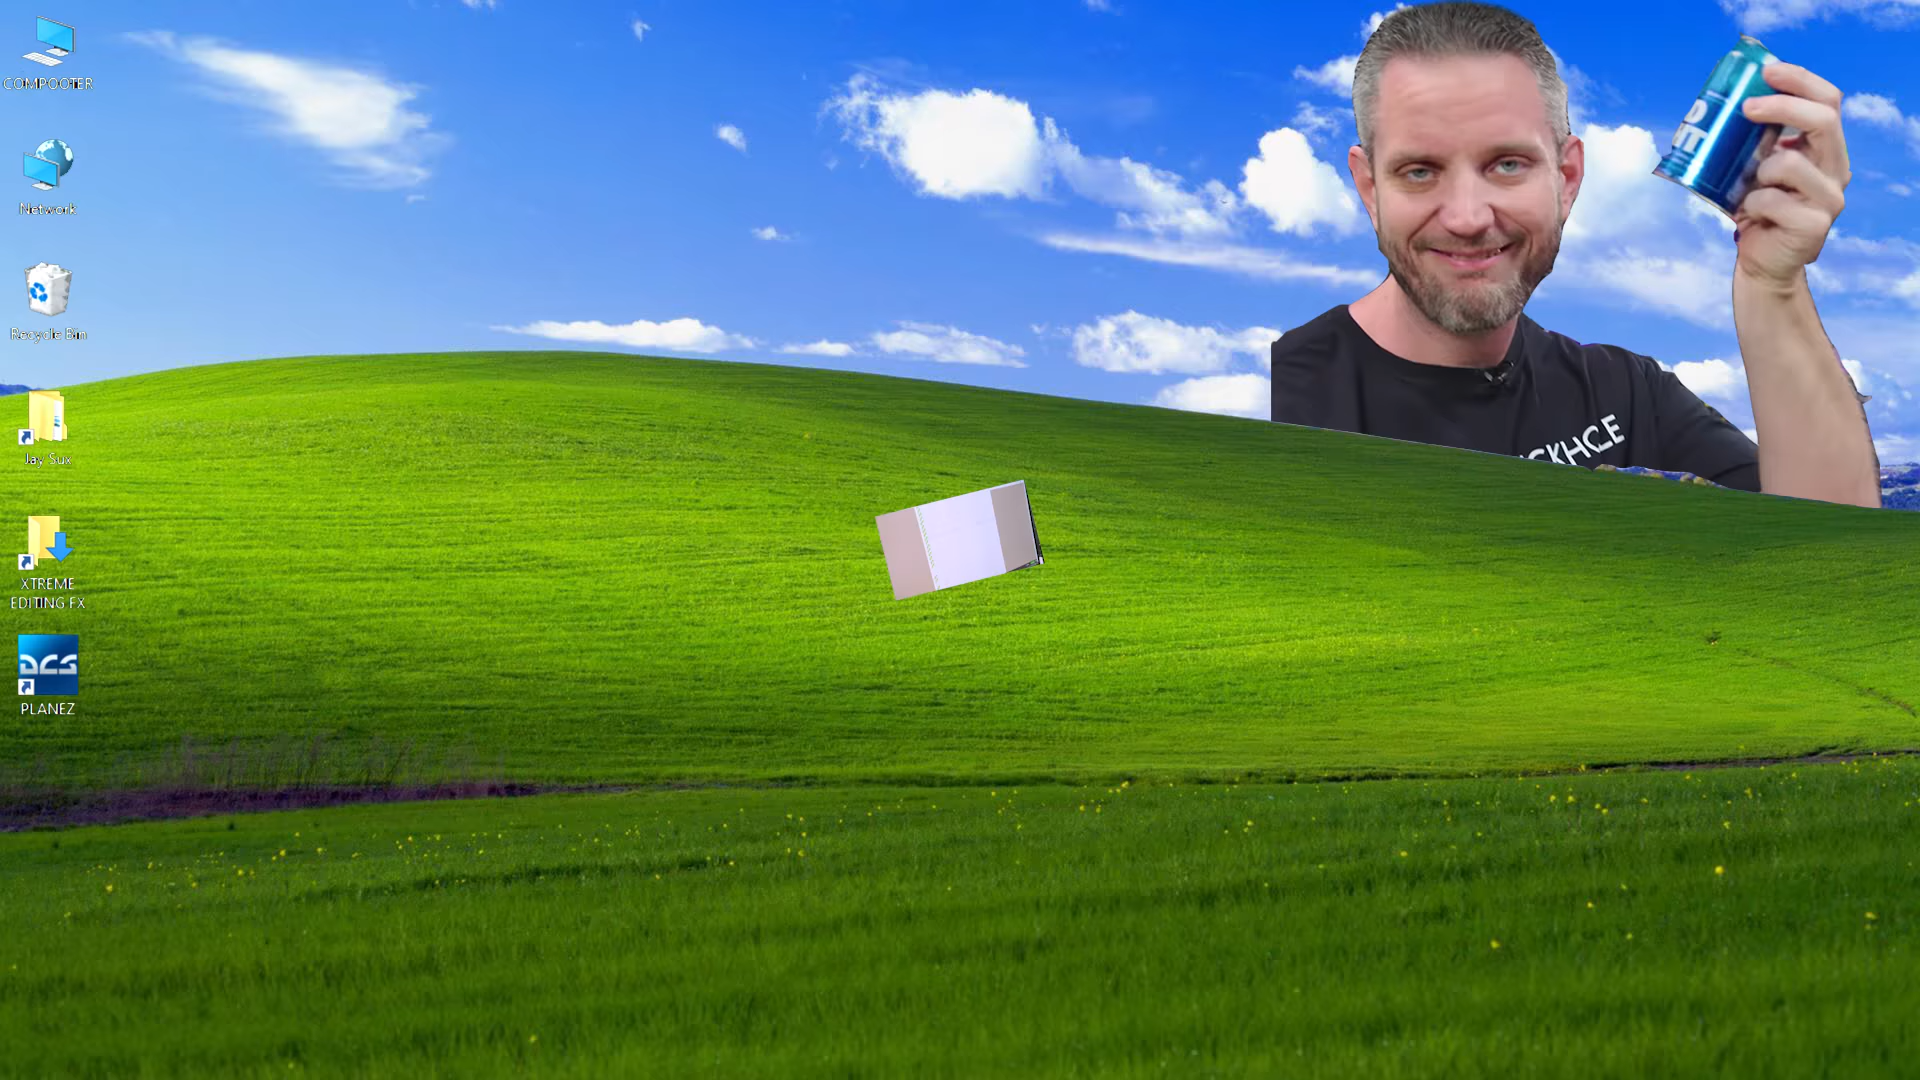 COMPOOTER
Network
Recycle Bin
Jay Sux
XTREME
EDITING FX
DCS
PLANEZ